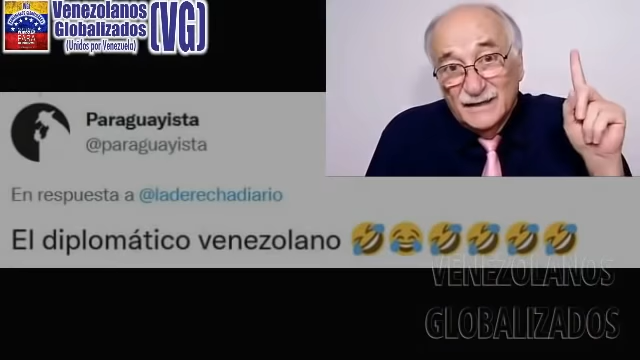 Venezolanos
Globalizados
(Unidos por Venezuela)
(VG)
Paraguayista
@paraguayista
En respuesta a @laderechadiario
El diplomático venezolano 🤣😂🤣🤣🤣🤣
VENEZOLANOS
GLOBALIZADOS